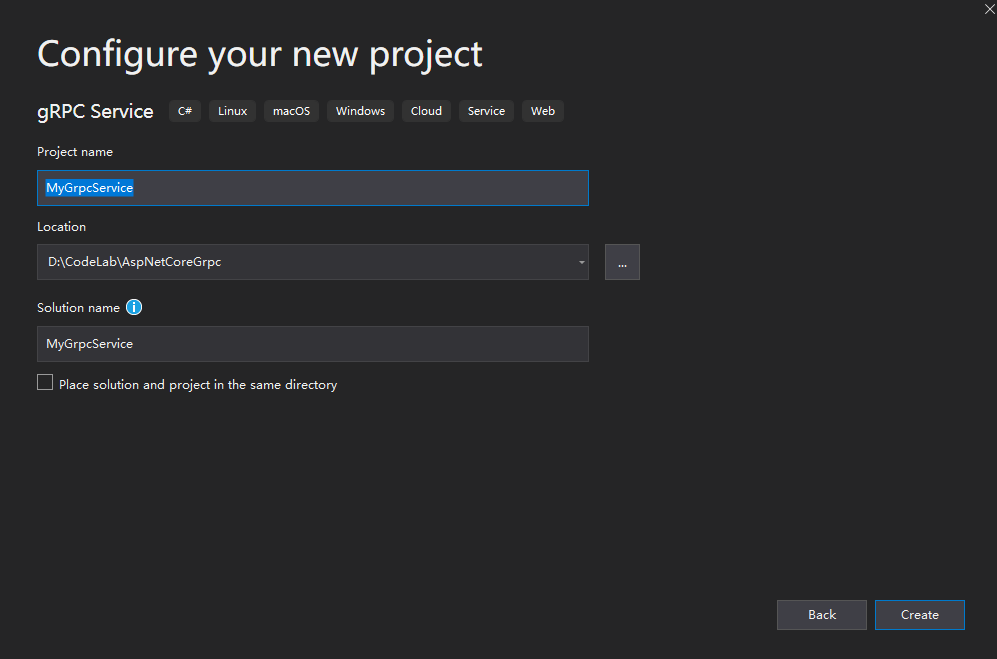 Configure your new project
gRPC Service C# Linux macOS Windows Cloud Service Web
Project name
MyGrpcService
Location
D:\CodeLab\AspNetCoreGrpc
...
Solution name
MyGrpcService
Place solution and project in the same directory
Back Create